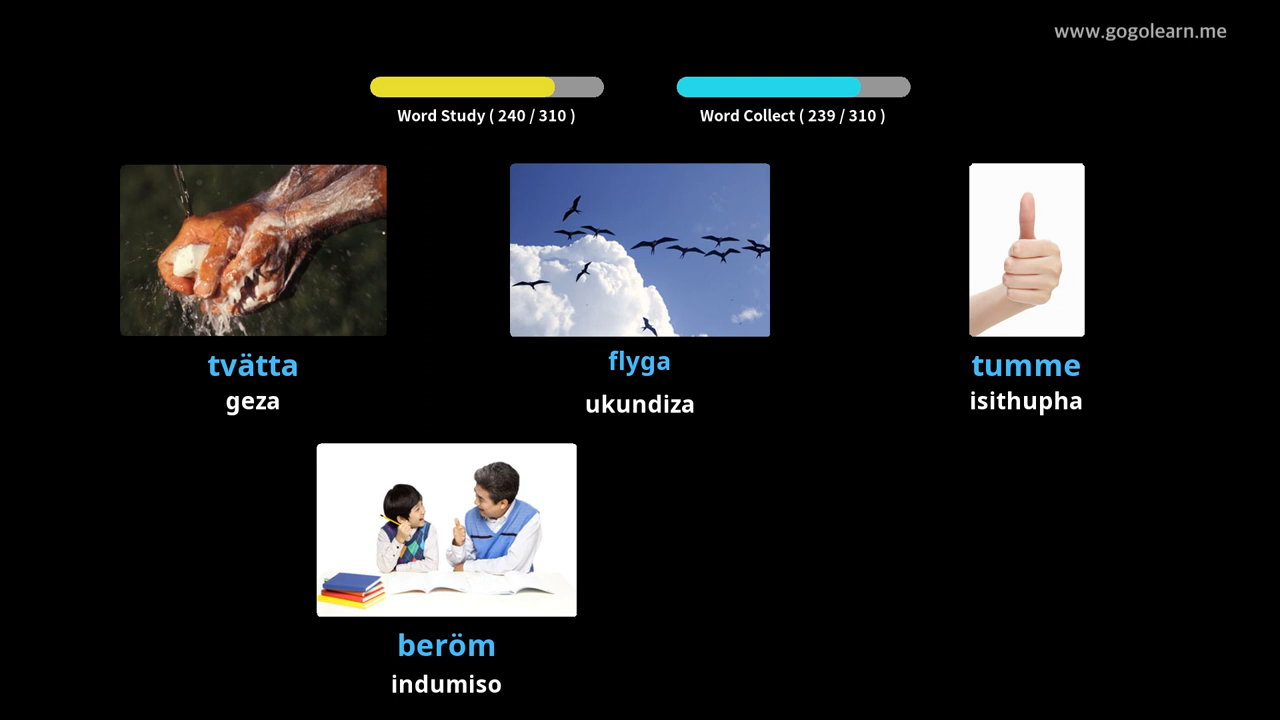 www.gogolearn.me
Word Study ( 240 / 310 )
Word Collect ( 239 / 310 )
tvätta
geza
flyga
ukundiza
tumme
isithupha
beröm
indumiso